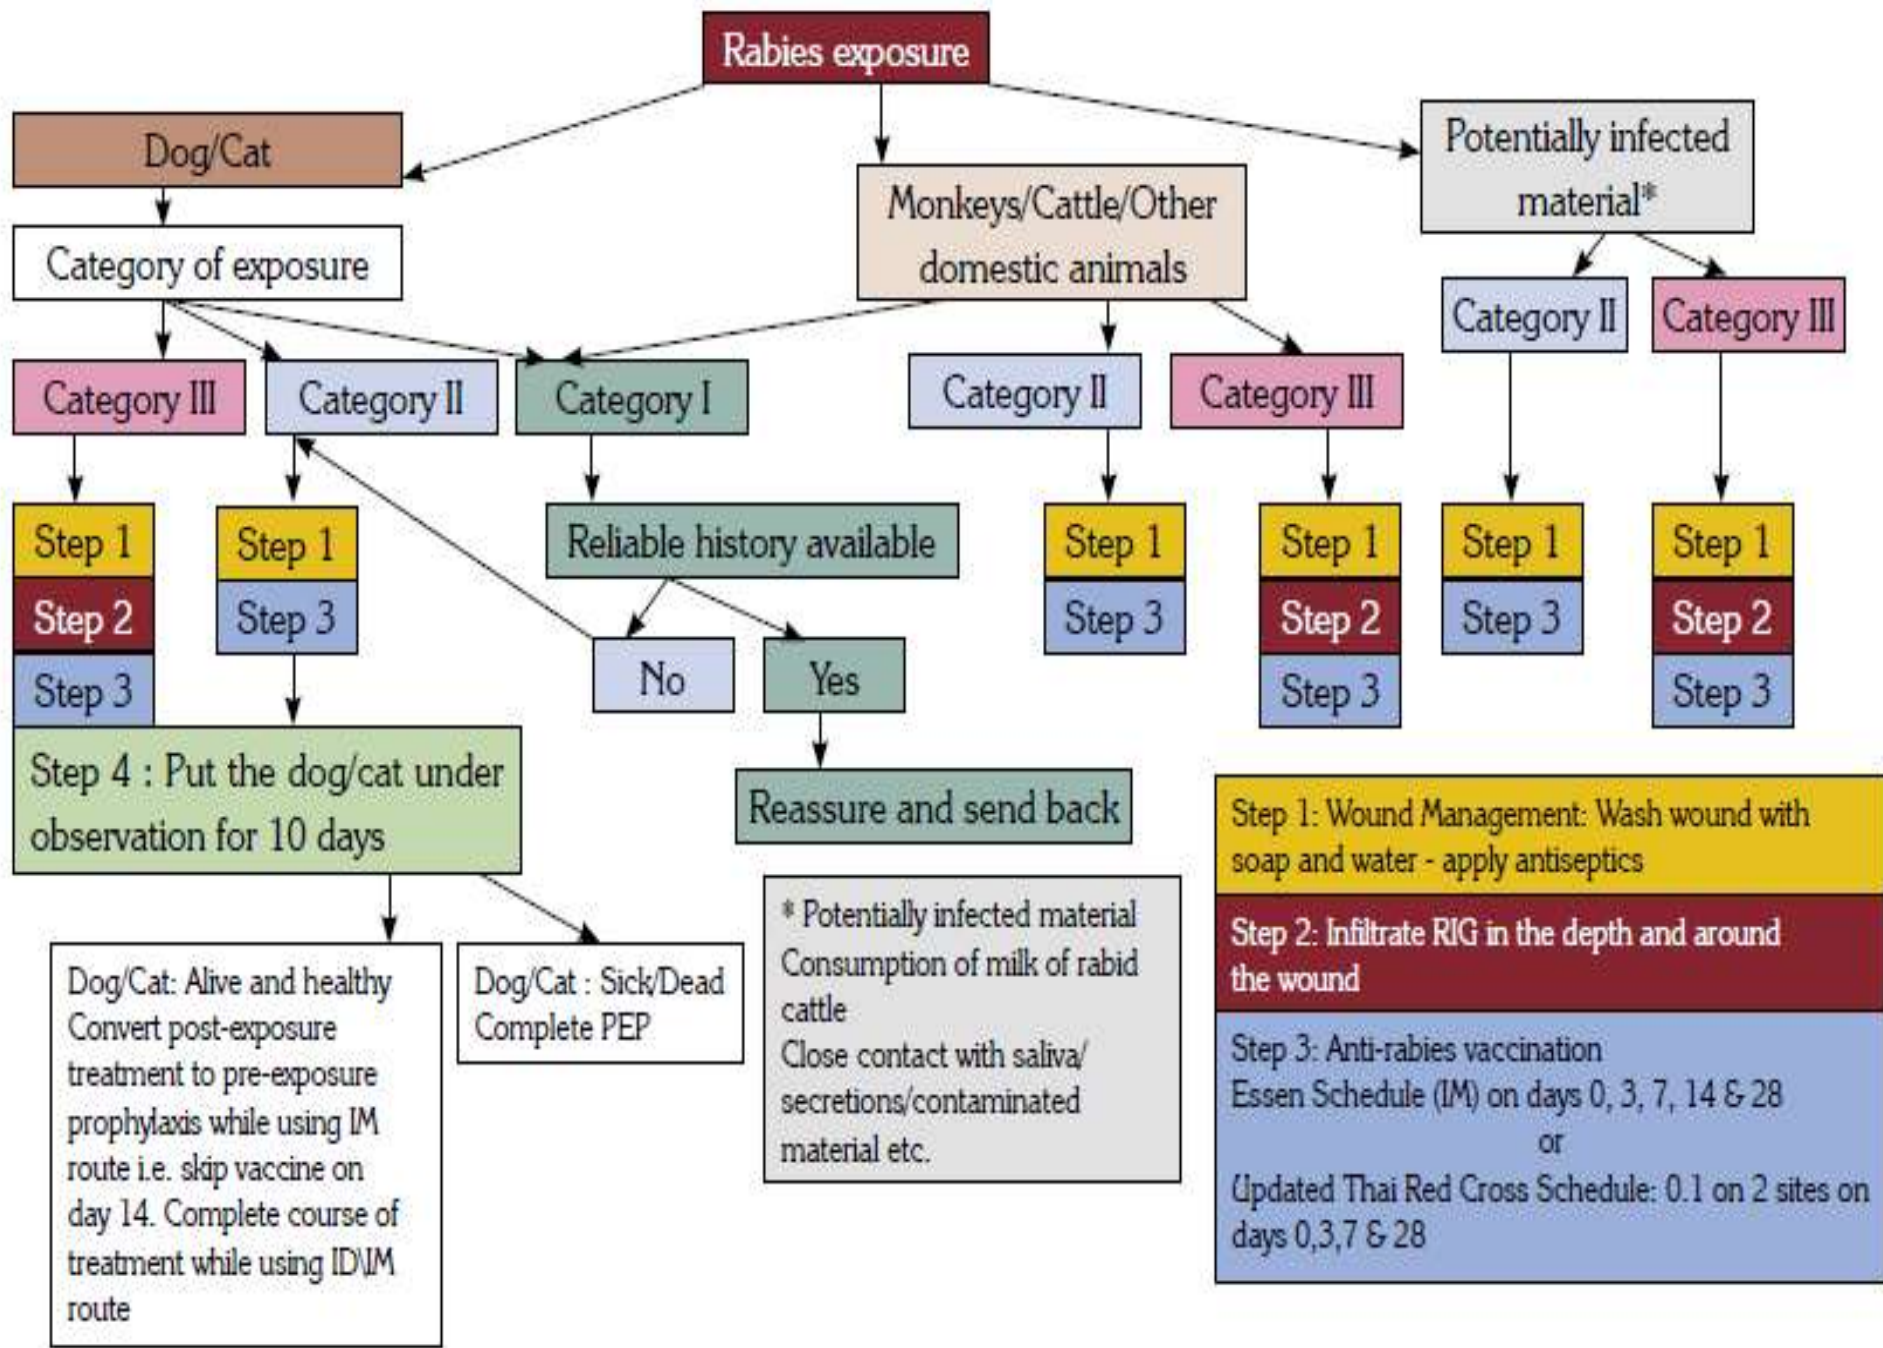 Rabies exposure
Dog/Cat
Potentially infected
material*
Monkeys/Cattle/Other
domestic animals
Category of exposure
Category II
Category III
Category III
Category II
Category I
Category II
Category III
Step 1
Step 2
Step 3
Step 1
Step 3
Reliable history available
No
Yes
Reassure and send back
Step 1
Step 3
Step 1
Step 2
Step 3
Step 1
Step 3
Step 1
Step 2
Step 3
Step 4 : Put the dog/cat under
observation for 10 days
Dog/Cat: Alive and healthy
Convert post-exposure
treatment to pre-exposure
prophylaxis while using IM
route i.e. skip vaccine on
day 14. Complete course of
treatment while using ID\IM
route
Dog/Cat : Sick/Dead
Complete PEP
* Potentially infected material
Consumption of milk of rabid
cattle
Close contact with saliva/
secretions/contaminated
material etc.
Step 1: Wound Management: Wash wound with
soap and water - apply antiseptics
Step 2: Infiltrate RIG in the depth and around
the wound
Step 3: Anti-rabies vaccination
Essen Schedule (IM) on days 0, 3, 7, 14 & 28
or
Updated Thai Red Cross Schedule: 0.1 on 2 sites on
days 0,3,7 & 28